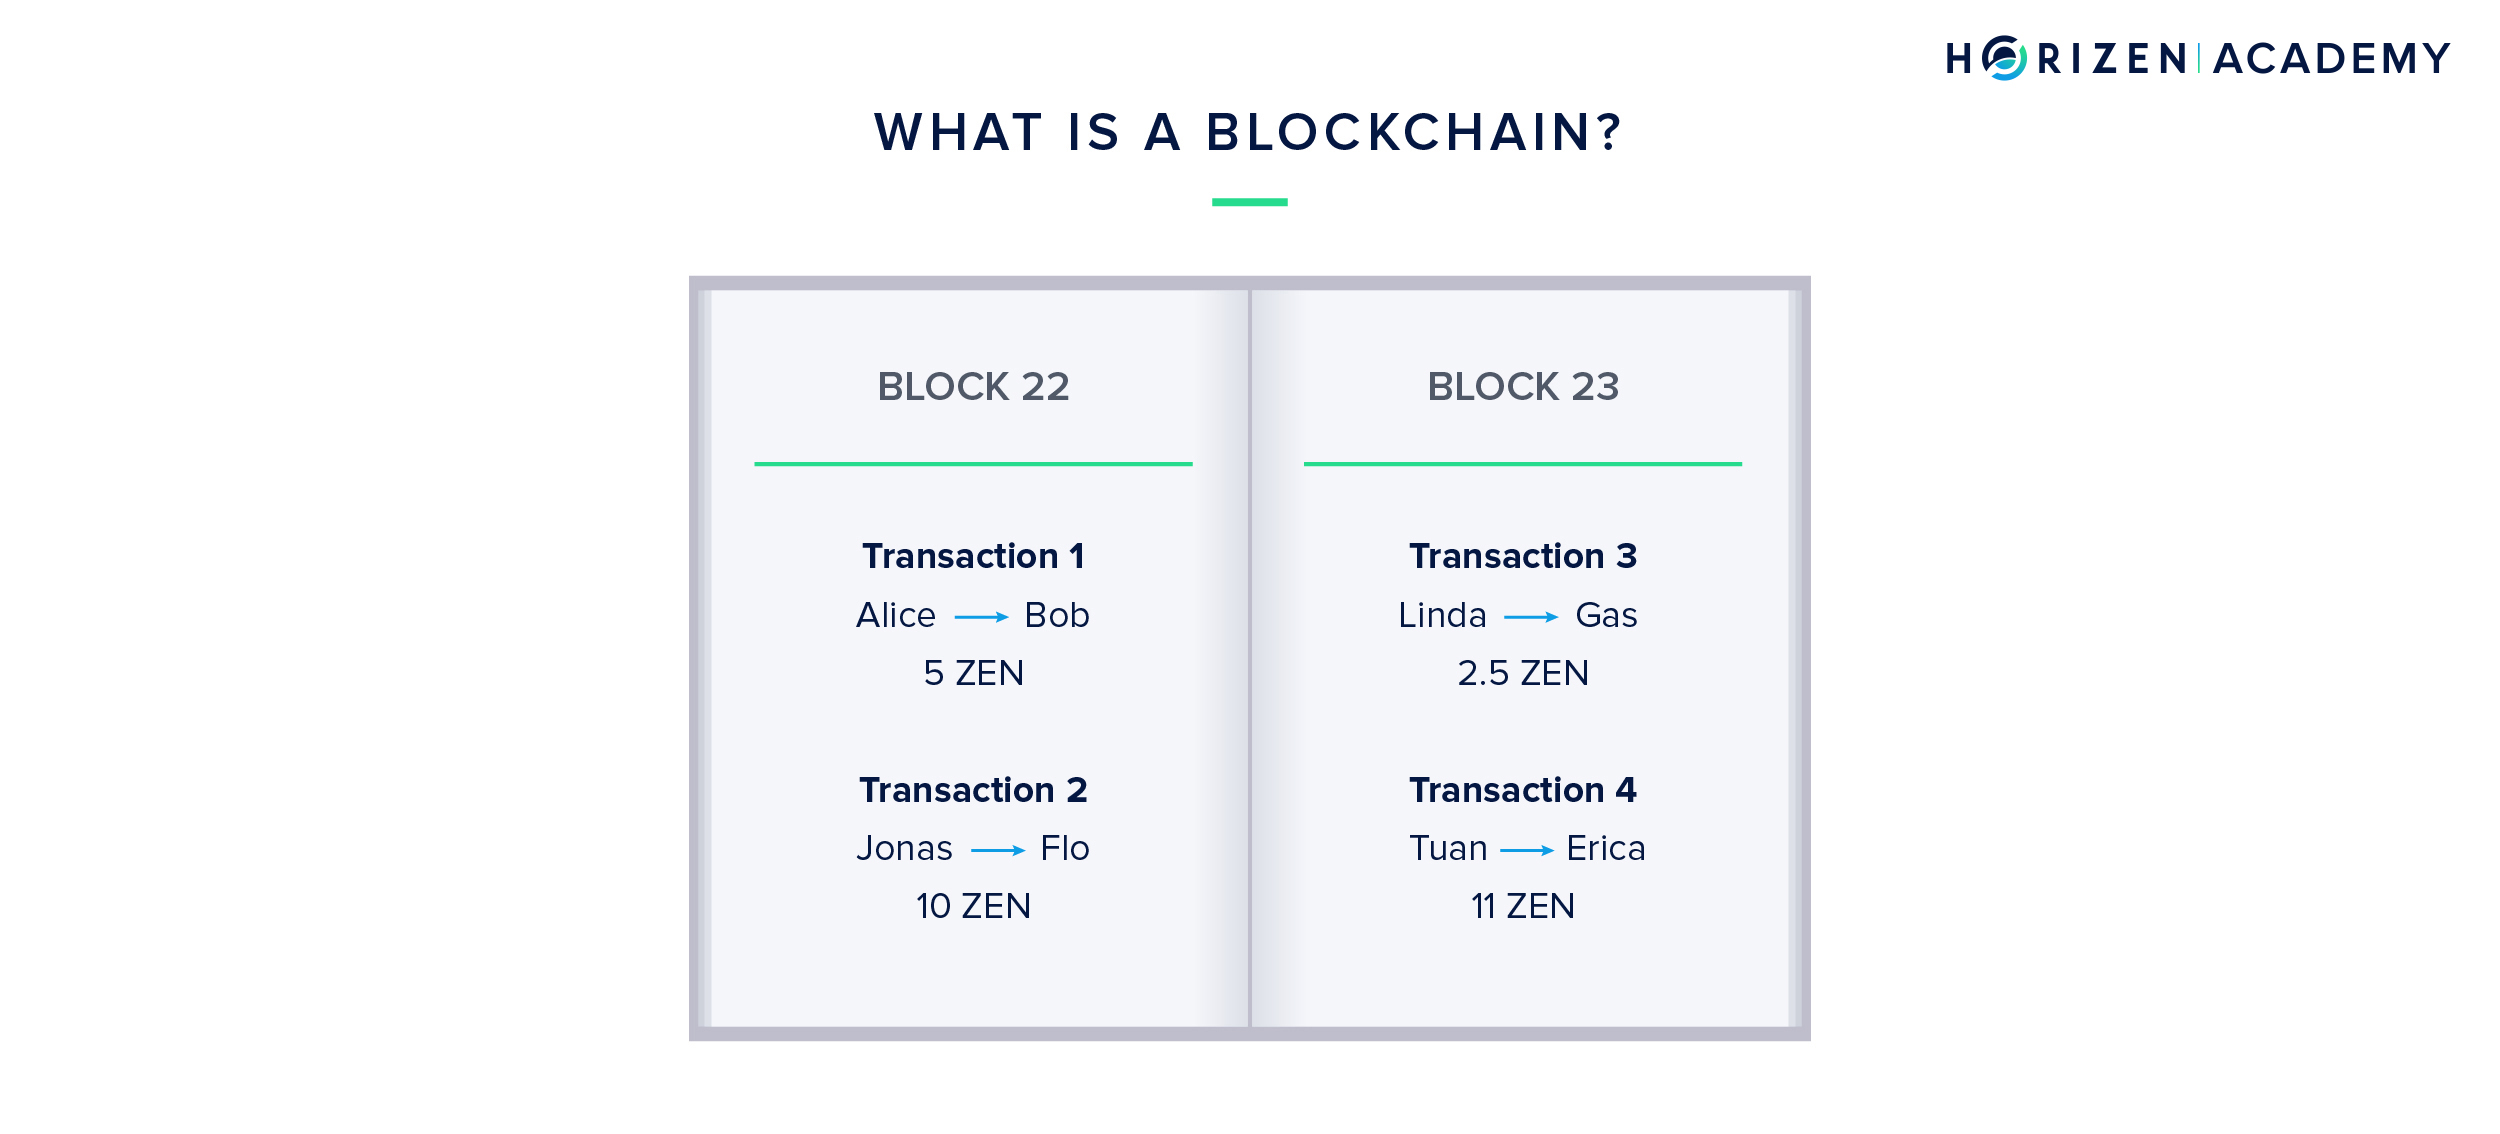 HORIZEN ACADEMY
WHAT IS A BLOCKCHAIN?
BLOCK 22
Transaction 1
Alice Bob
5 ZEN
Transaction 2
Jonas Flo
10 ZEN
BLOCK 23
Transaction 3
Linda Gas
2.5 ZEN
Transaction 4
Tuan Erica
11 ZEN